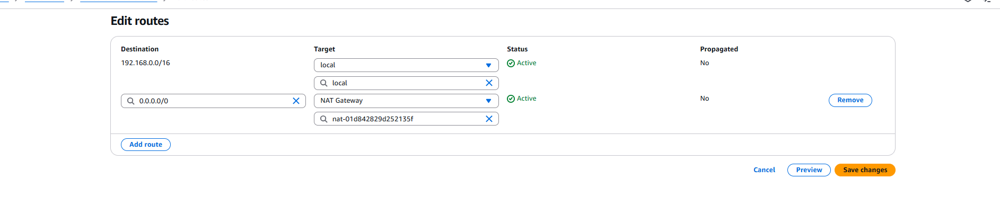 Edit routes
Destination Target Status Propagated
192.168.0.0/16 local Active No
local
0.0.0.0/0 NAT Gateway Active No Remove
nat-01d842829d252135f
Add route
Cancel Preview Save changes